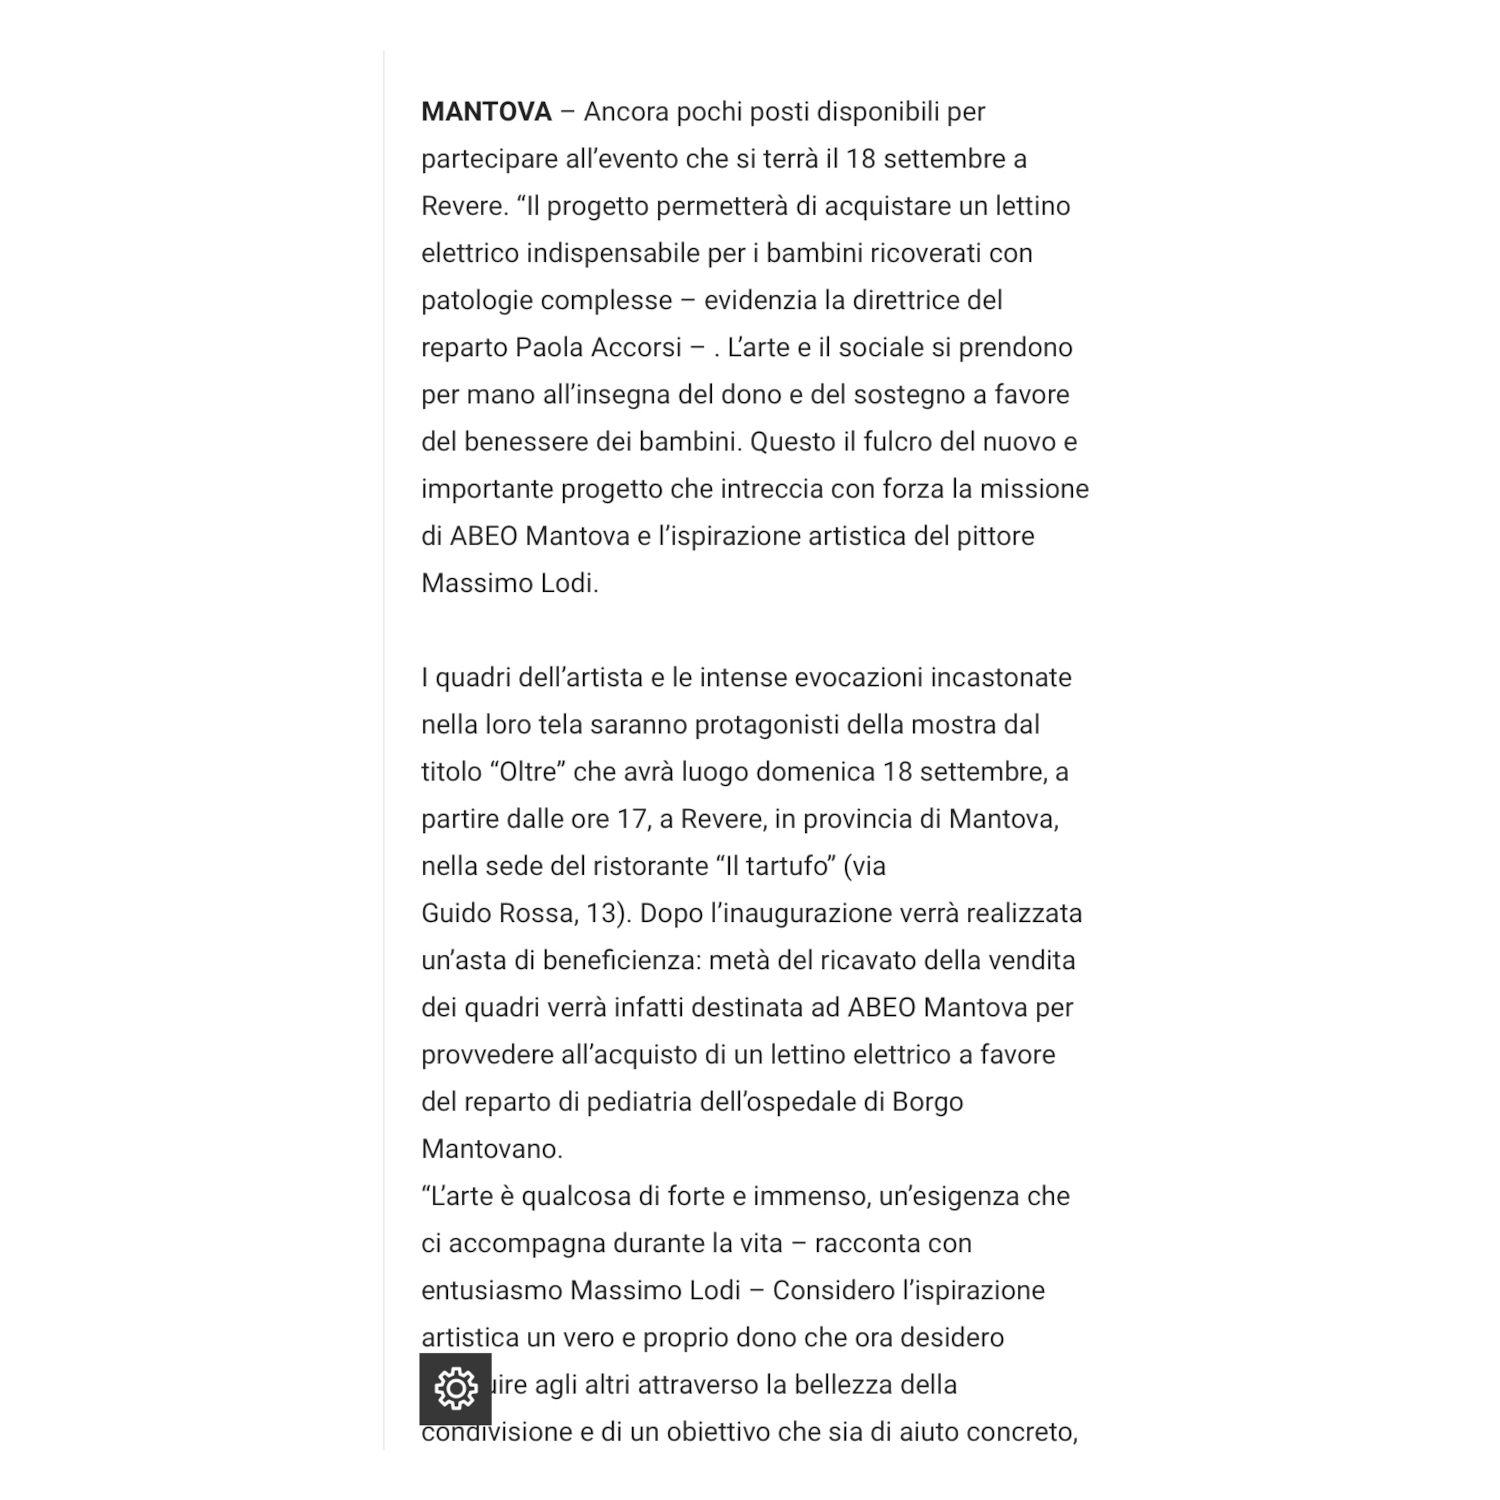 MANTOVA – Ancora pochi posti disponibili per
partecipare all’evento che si terrà il 18 settembre a
Revere. “Il progetto permetterà di acquistare un lettino
elettrico indispensabile per i bambini ricoverati con
patologie complesse – evidenzia la direttrice del
reparto Paola Accorsi – . L’arte e il sociale si prendono
per mano all’insegna del dono e del sostegno a favore
del benessere dei bambini. Questo il fulcro del nuovo e
importante progetto che intreccia con forza la missione
di ABEO Mantova e l’ispirazione artistica del pittore
Massimo Lodi.
I quadri dell’artista e le intense evocazioni incastonate
nella loro tela saranno protagonisti della mostra dal
titolo “Oltre” che avrà luogo domenica 18 settembre, a
partire dalle ore 17, a Revere, in provincia di Mantova,
nella sede del ristorante “Il tartufo” (via
Guido Rossa, 13). Dopo l’inaugurazione verrà realizzata
un’asta di beneficienza: metà del ricavato della vendita
dei quadri verrà infatti destinata ad ABEO Mantova per
provvedere all’acquisto di un lettino elettrico a favore
del reparto di pediatria dell’ospedale di Borgo
Mantovano.
“L’arte è qualcosa di forte e immenso, un’esigenza che
ci accompagna durante la vita – racconta con
entusiasmo Massimo Lodi – Considero l’ispirazione
artistica un vero e proprio dono che ora desidero
agli altri attraverso la bellezza della
condivisione e di un obiettivo che sia di aiuto concreto,